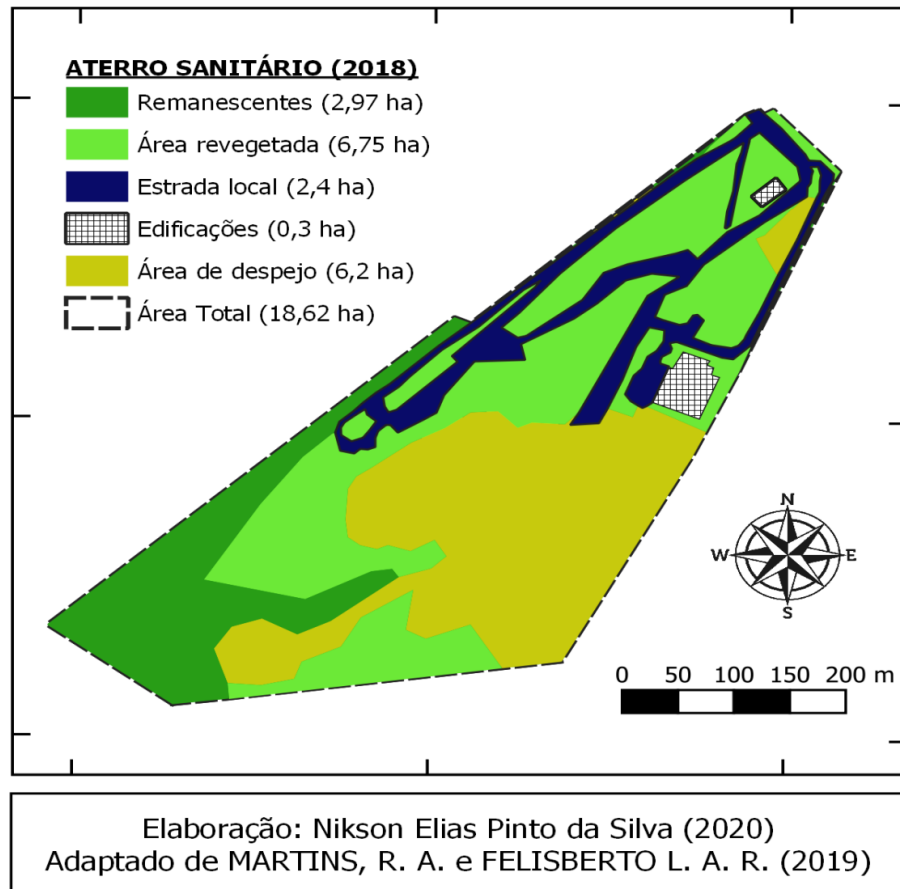 ATERRO SANITÁRIO (2018)
Remanescentes (2,97 ha)
Área revegetada (6,75 ha)
Estrada local (2,4 ha)
Edificações (0,3 ha)
Área de despejo (6,2 ha)
Área Total (18,62 ha)
N
W E
S
0 50 100 150 200 m
Elaboração: Nikson Elias Pinto da Silva (2020)
Adaptado de MARTINS, R. A. e FELISBERTO L. A. R. (2019)